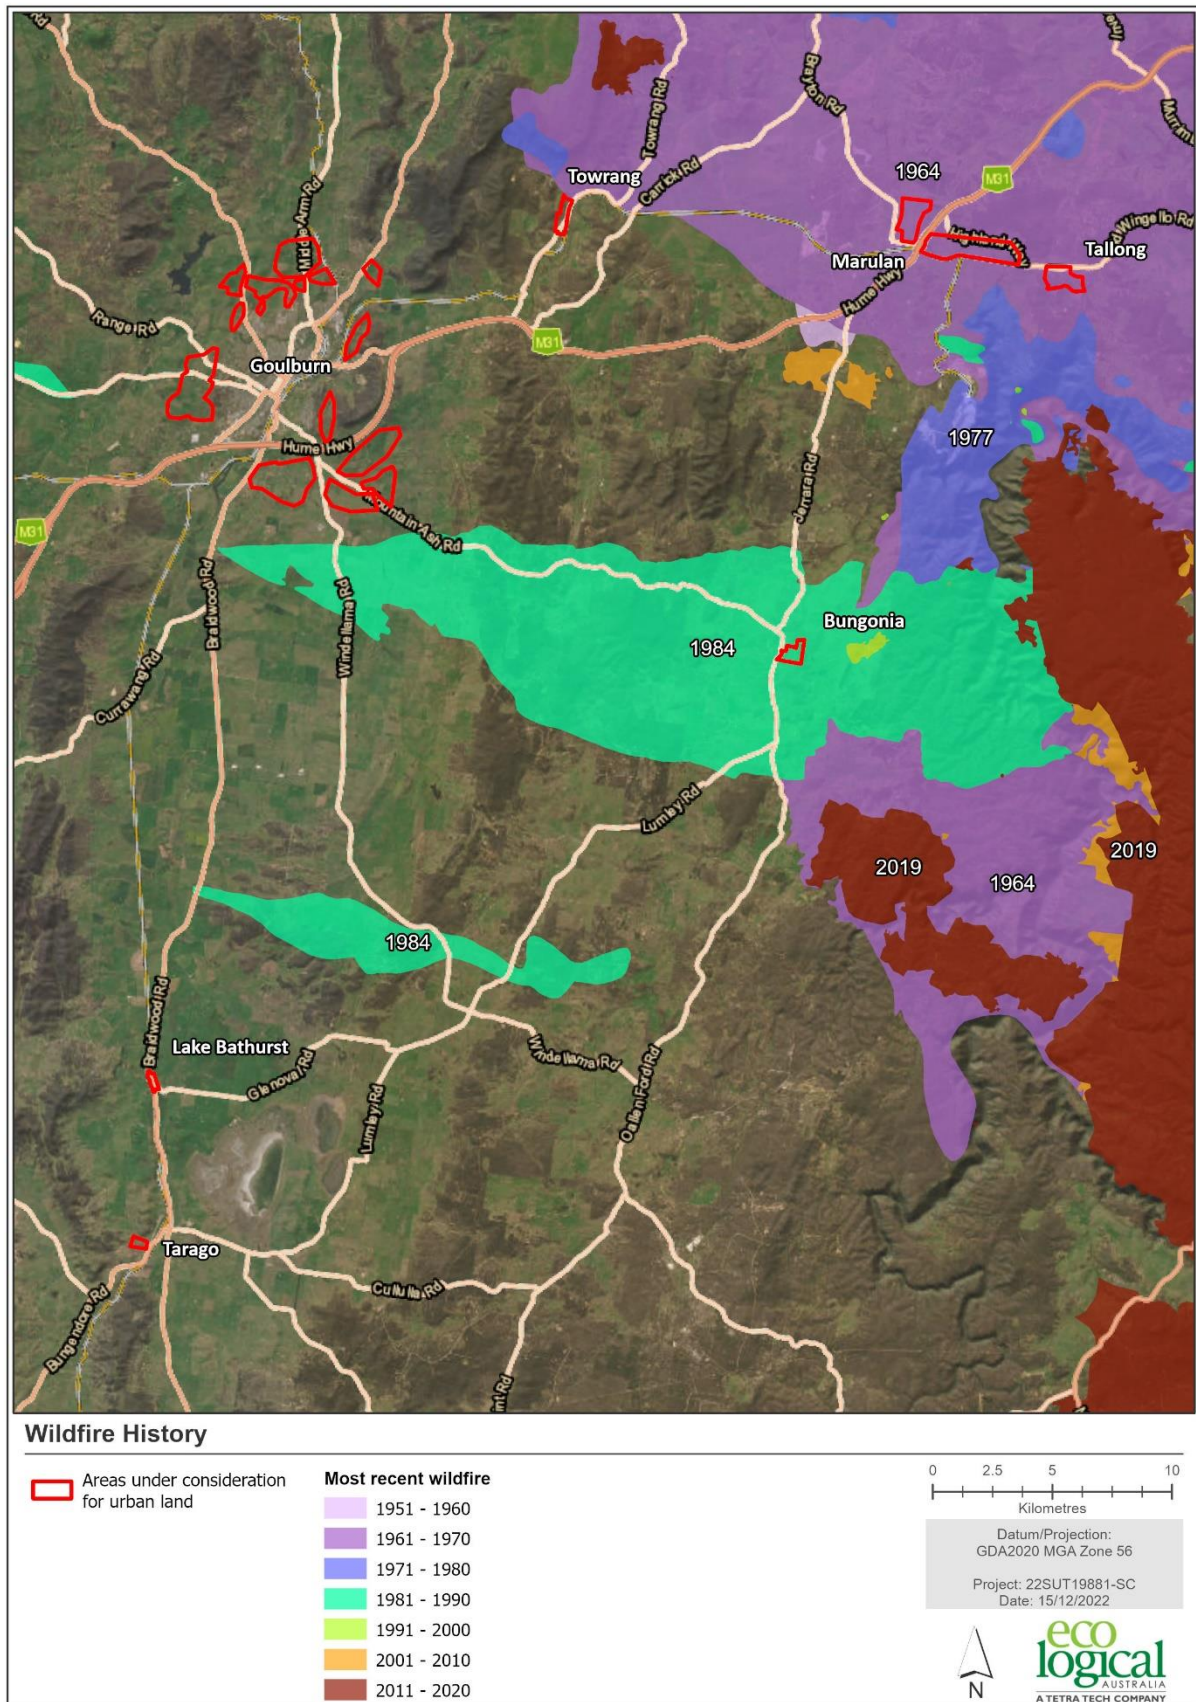 Rd
Towrang Rd
Brayton Rd
Carrick Rd
Towrang
1964
M31
Middle Arm Rd
Marulan
Tallong
Wingello Rd
Hume Hwy
Range Rd
M31
Goulburn
Hume Hwy
1977
Jerrara Rd
M31
Mountain Ash Rd
Braidwood Rd
Windellama Rd
Bungonia
1984
Currawang Rd
Lumley Rd
2019
2019
1964
1984
Braidwood Rd
Lake Bathurst
Glenoval Rd
Windellama Rd
Lumley Rd
Oallen Ford Rd
Tarago
Cullulla Rd
Bungendore Rd
int Rd
Wildfire History
Areas under consideration
for urban land
Most recent wildfire
1951 - 1960
1961 - 1970
1971 - 1980
1981 - 1990
1991 - 2000
2001 - 2010
2011 - 2020
0 2.5 5 10
Kilometres
Datum/Projection:
GDA2020 MGA Zone 56
Project: 22SUT19881-SC
Date: 15/12/2022
N
eco
logical
AUSTRALIA
A TETRA TECH COMPANY